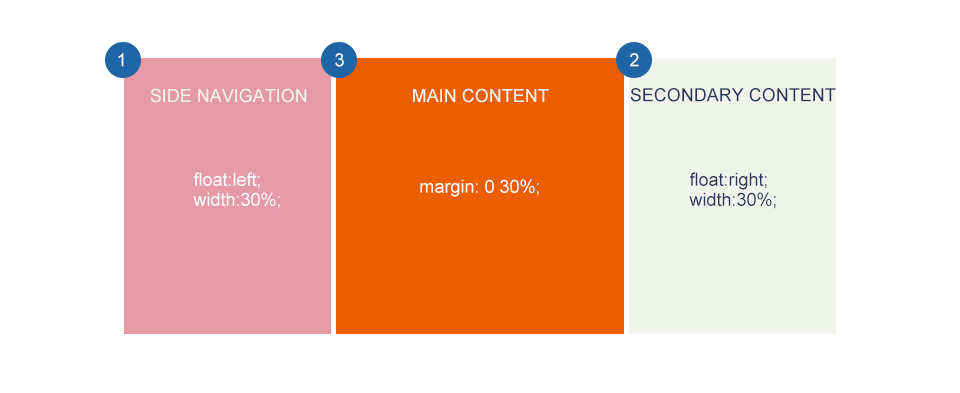 1
3
2
SIDE NAVIGATION
MAIN CONTENT
SECONDARY CONTENT
float:left;
width:30%;
margin: 0 30%;
float:right;
width:30%;